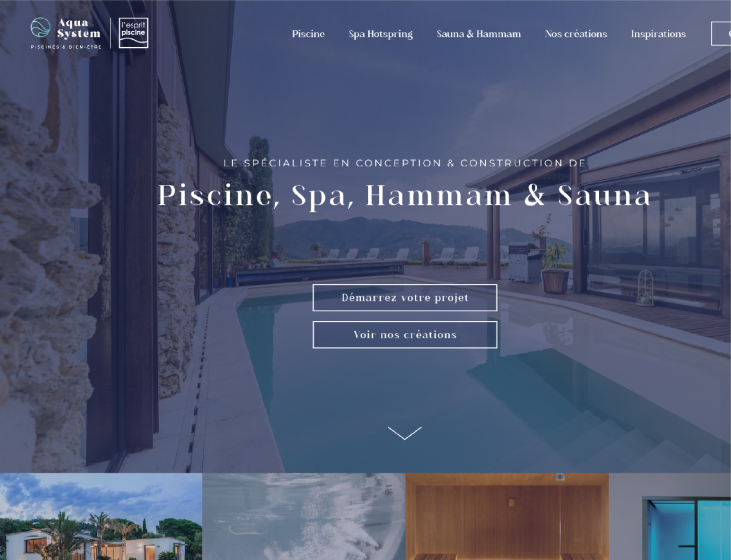 Aqua
System
PISCINES & BIEN-ÊTRE
l'esprit
piscine
Piscine
Spa Hotspring
Sauna & Hammam
Nos créations
Inspirations
LE SPÉCIALISTE EN CONCEPTION & CONSTRUCTION DE
Piscine, Spa, Hammam & Sauna
Démarrez votre projet
Voir nos créations